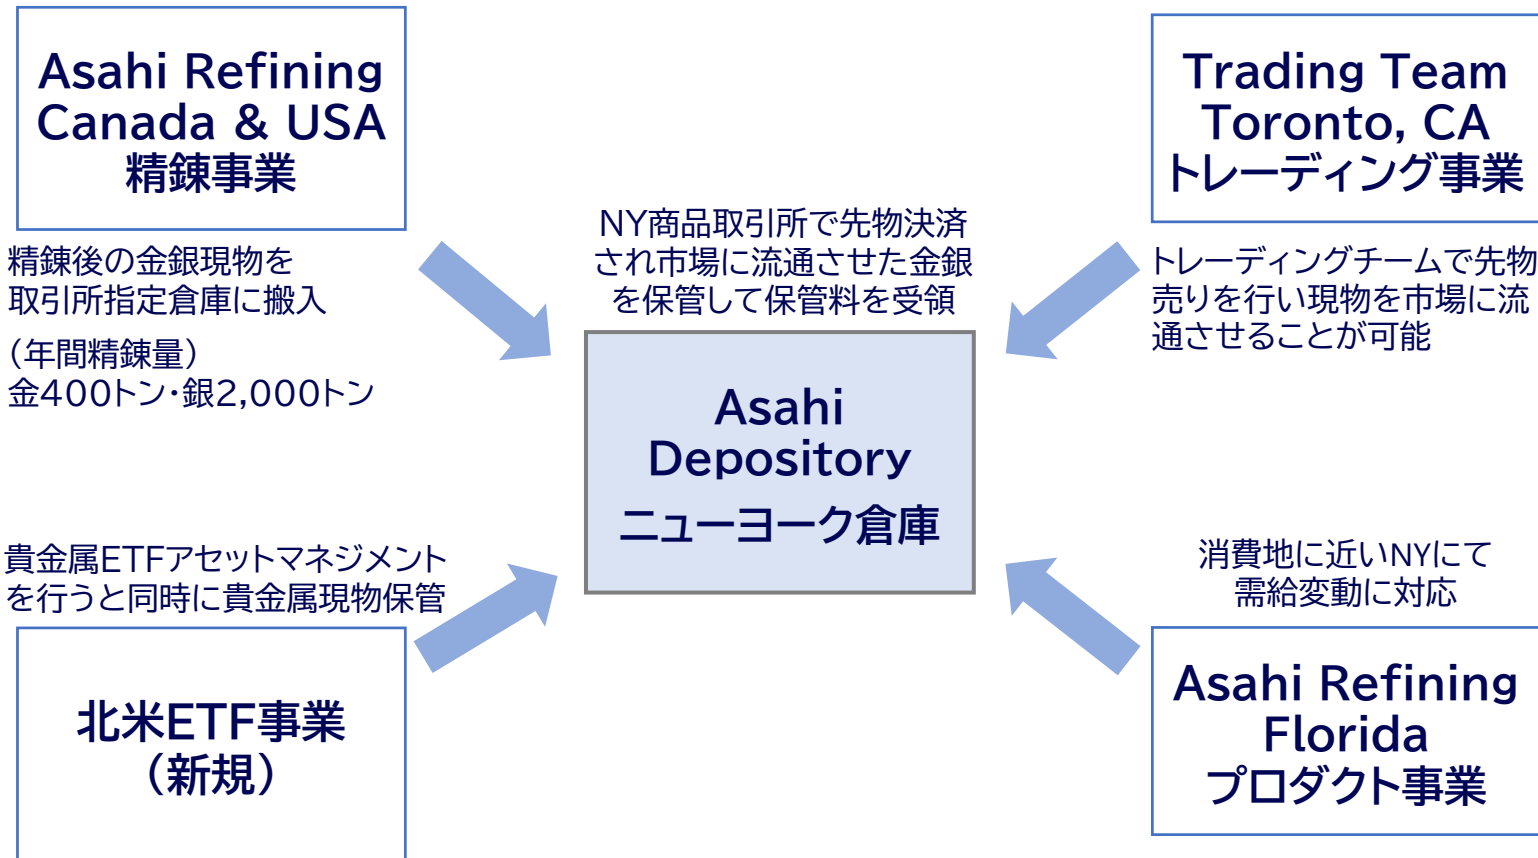 Asahi Refining
Canada & USA
精錬事業
精錬後の金銀現物を
取引所指定倉庫に搬入
（年間精錬量）
金400トン・銀2,000トン
NY商品取引所で先物決済
され市場に流通させた金銀
を保管して保管料を受領
Trading Team
Toronto, CA
トレーディング事業
トレーディングチームで先物
売りを行い現物を市場に流
通させることが可能
Asahi
Depository
ニューヨーク倉庫
貴金属ETFアセットマネジメント
を行うと同時に貴金属現物保管
北米ETF事業
（新規）
消費地に近いNYにて
需給変動に対応
Asahi Refining
Florida
プロダクト事業